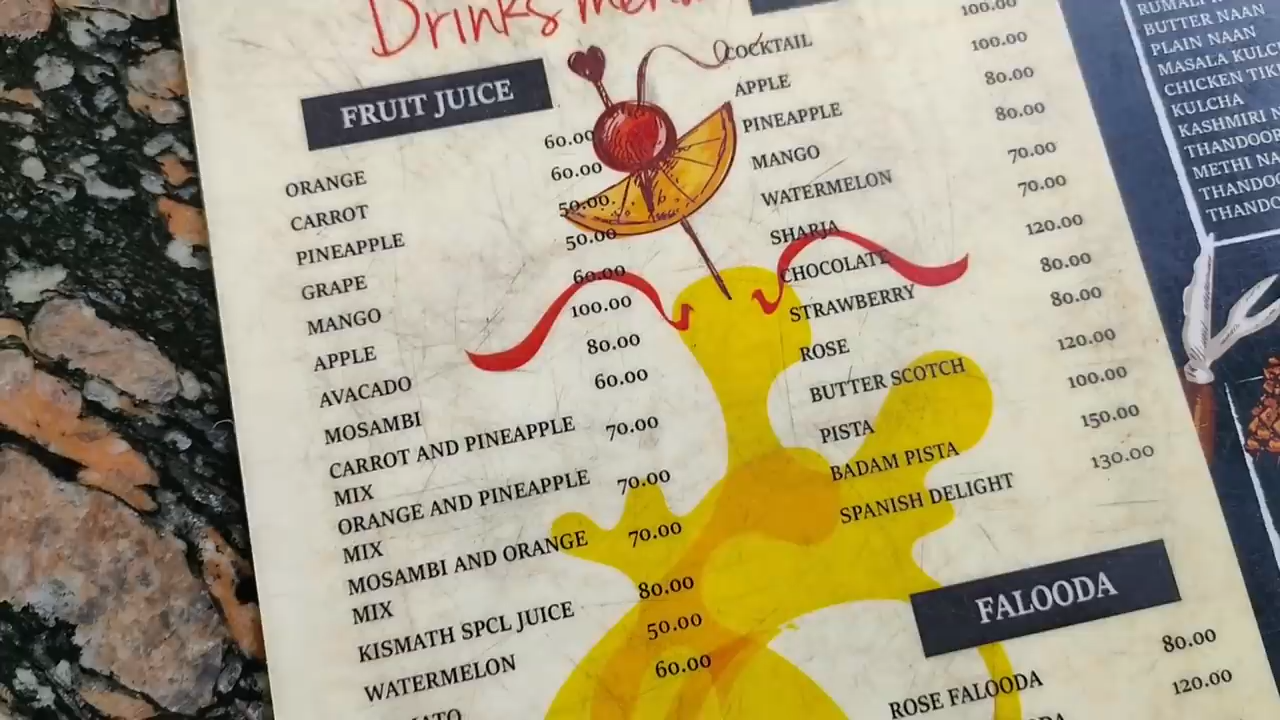 Drinks
FRUIT JUICE
ORANGE 60.00
CARROT 60.00
PINEAPPLE 50.00
GRAPE 50.00
MANGO 60.00
APPLE 100.00
AVACADO 80.00
MOSAMBI 60.00
CARROT AND PINEAPPLE 70.00
MIX
ORANGE AND PINEAPPLE 70.00
MIX
MOSAMBI AND ORANGE 70.00
MIX
KISMATH SPCL JUICE 80.00
WATERMELON 50.00
60.00
COCKTAIL 100.00
APPLE 100.00
PINEAPPLE 80.00
MANGO 80.00
WATERMELON 70.00
SHARJA 70.00
CHOCOLATE 120.00
STRAWBERRY 80.00
ROSE 80.00
BUTTER SCOTCH 120.00
PISTA 100.00
BADAM PISTA 150.00
SPANISH DELIGHT 130.00
FALOODA
ROSE FALOODA 80.00
120.00
RUMALI
BUTTER NAAN
PLAIN NAAN
MASALA
CHICKEN
KULCHA
KASHMIRI
METHI